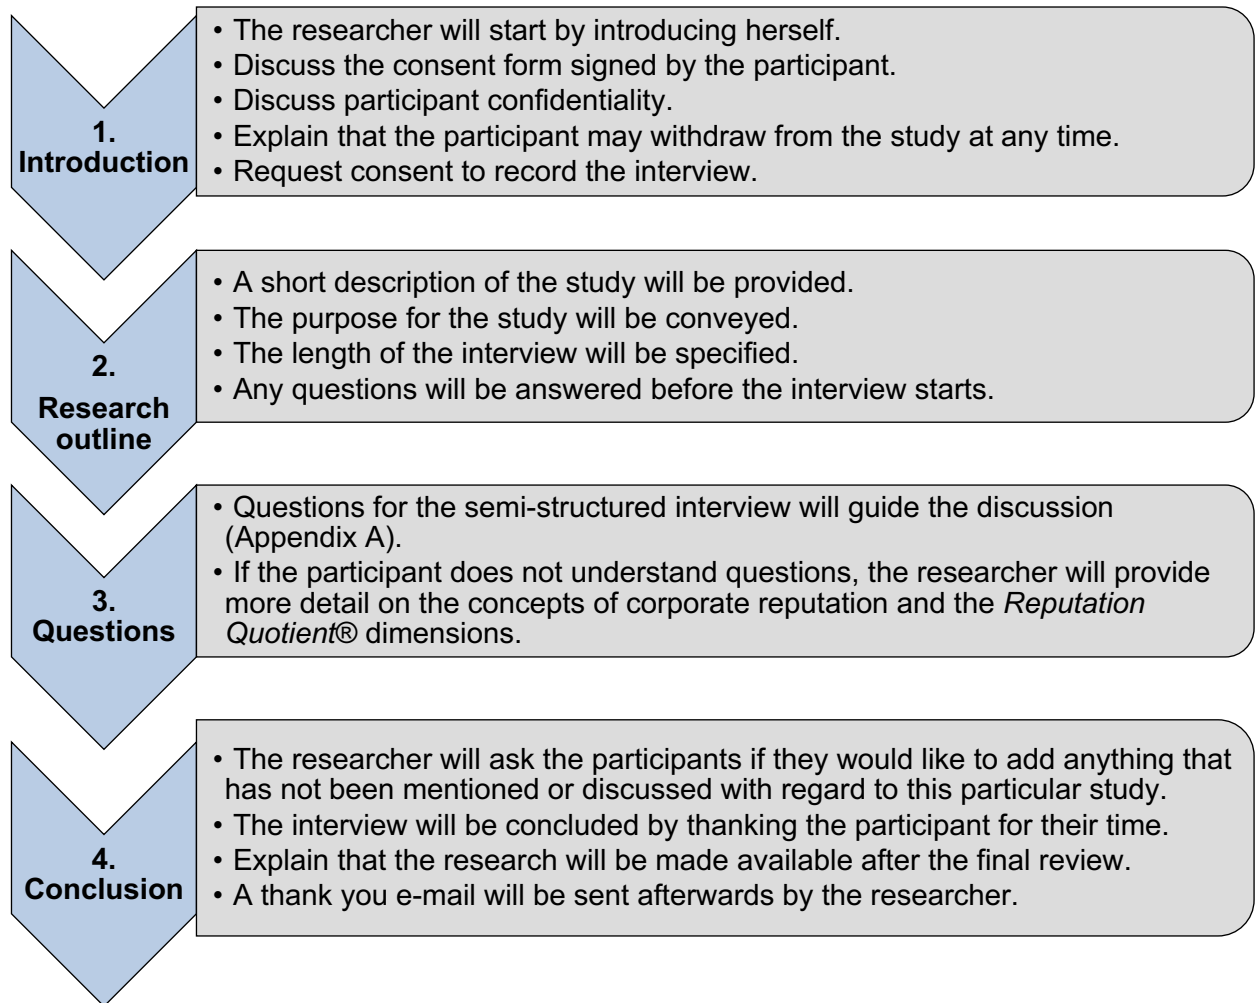 1.
Introduction
• The researcher will start by introducing herself.
• Discuss the consent form signed by the participant.
• Discuss participant confidentiality.
• Explain that the participant may withdraw from the study at any time.
• Request consent to record the interview.
2.
Research
outline
• A short description of the study will be provided.
• The purpose for the study will be conveyed.
• The length of the interview will be specified.
• Any questions will be answered before the interview starts.
3.
Questions
• Questions for the semi-structured interview will guide the discussion
(Appendix A).
• If the participant does not understand questions, the researcher will provide
more detail on the concepts of corporate reputation and the Reputation
Quotient® dimensions.
4.
Conclusion
• The researcher will ask the participants if they would like to add anything that
has not been mentioned or discussed with regard to this particular study.
• The interview will be concluded by thanking the participant for their time.
• Explain that the research will be made available after the final review.
• A thank you e-mail will be sent afterwards by the researcher.